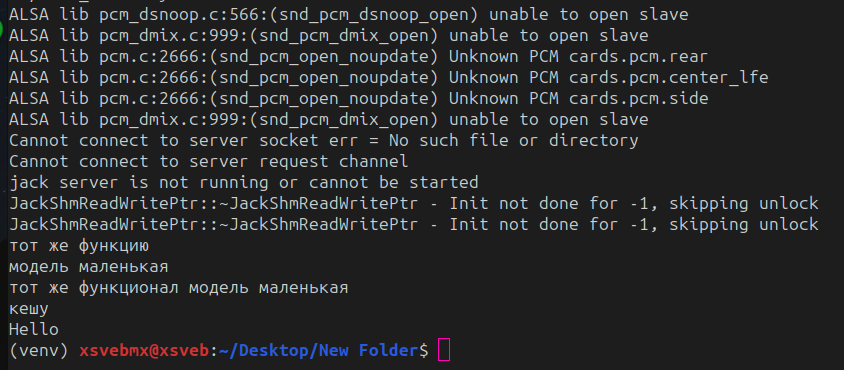 ALSA lib pcm_dsnoop.c:566:(snd_pcm_dsnoop_open) unable to open slave
ALSA lib pcm_dmix.c:999:(snd_pcm_dmix_open) unable to open slave
ALSA lib pcm.c:2666:(snd_pcm_open_noupdate) Unknown PCM cards.pcm.rear
ALSA lib pcm.c:2666:(snd_pcm_open_noupdate) Unknown PCM cards.pcm.center_lfe
ALSA lib pcm.c:2666:(snd_pcm_open_noupdate) Unknown PCM cards.pcm.side
ALSA lib pcm_dmix.c:999:(snd_pcm_dmix_open) unable to open slave
Cannot connect to server socket err = No such file or directory
Cannot connect to server request channel
jack server is not running or cannot be started
JackShmReadWritePtr::~JackShmReadWritePtr - Init not done for -1, skipping unlock
JackShmReadWritePtr::~JackShmReadWritePtr - Init not done for -1, skipping unlock
тот же функцию
модель маленькая
тот же функционал модель маленькая
кешу
Hello
(venv) xsvebmx@xsveb:~/Desktop/New Folder$